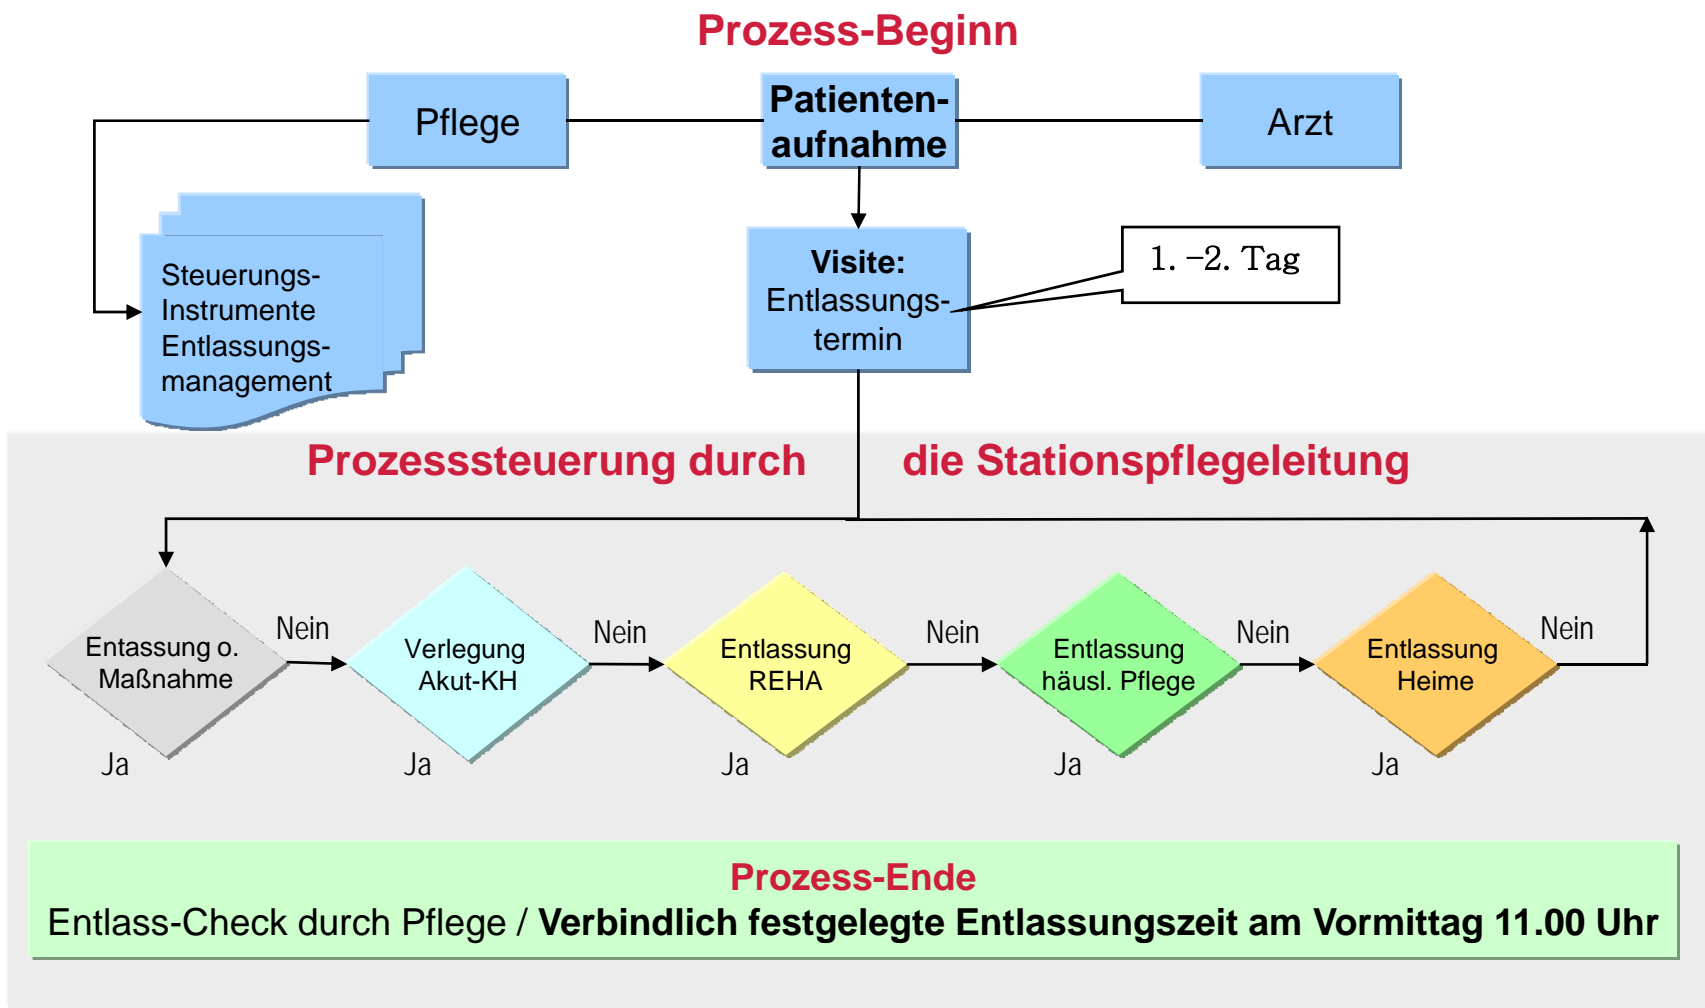 Prozess-Beginn
Pflege
Patienten-
aufnahme
Arzt
Steuerungs-
Instrumente
Entlassungs-
management
Visite:
Entlassungs-
termin
1. -2. Tag
Prozesssteuerung durch die Stationspflegeleitung
Entassung o.
Maßnahme
Nein
Verlegung
Akut-KH
Nein
Entlassung
REHA
Nein
Entlassung
häusl. Pflege
Nein
Entlassung
Heime
Nein
Ja
Ja
Ja
Ja
Ja
Prozess-Ende
Entlass-Check durch Pflege / Verbindlich festgelegte Entlassungszeit am Vormittag 11.00 Uhr